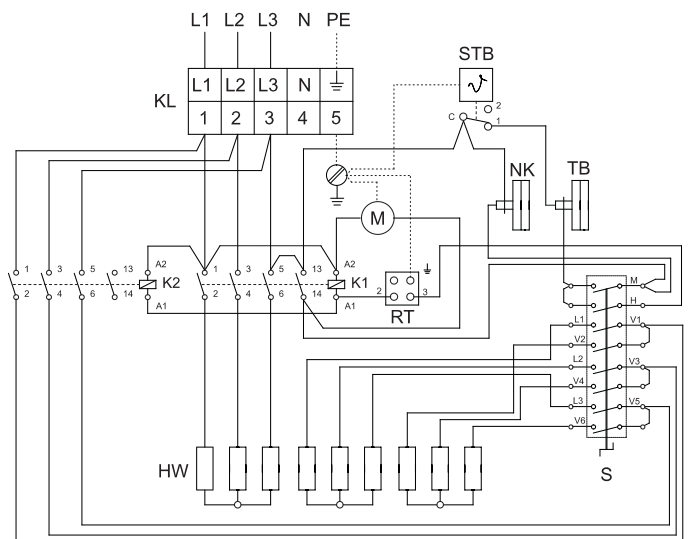 L1 L2 L3 N PE
STB
L1 L2 L3 N
KL
1 2 3 4 5
2
C 1
NK TB
M
A2 1 3 5 13 A2
1 3 5 13
K2 K1
2 4 6 14 2 4 6 14
A1 A1
2 3
RT
M
H
L1 V1
V2
L2 V3
V4
L3 V5
V6
HW
S